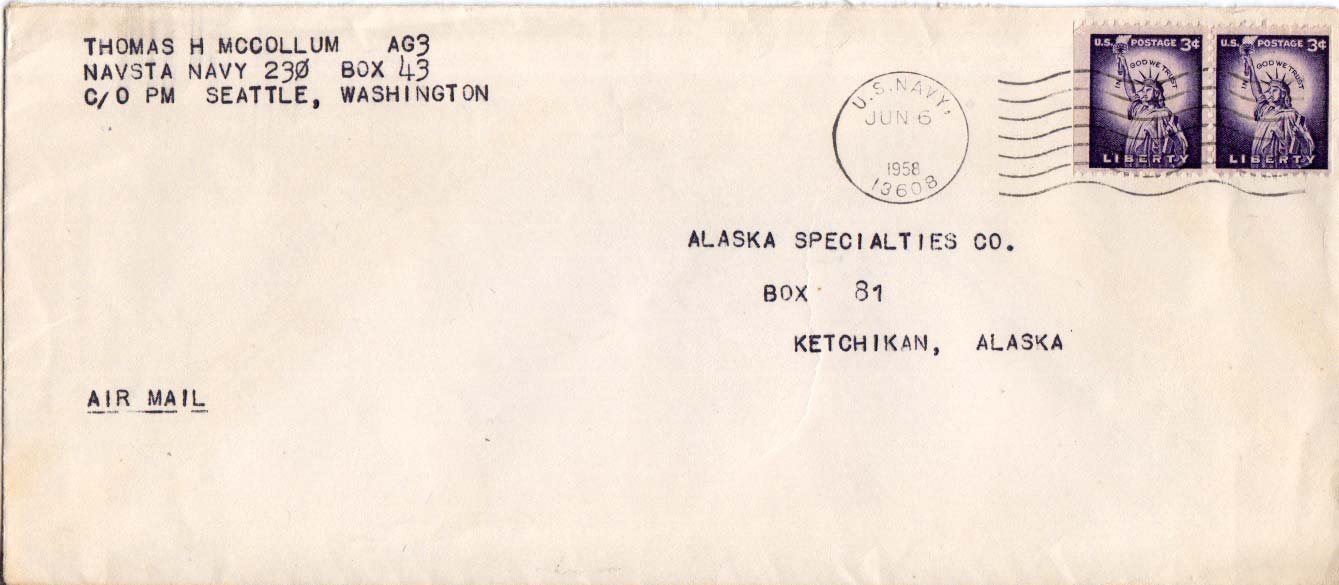 THOMAS H MCCOLLUM AG3
NAVSTA NAVY 230 BOX 43
C/O PM SEATTLE, WASHINGTON
U.S. NAVY,
JUN 6
1958
13608
U.S. POSTAGE 3¢
IN GOD WE TRUST
LIBERTY
U.S. POSTAGE 3¢
IN GOD WE TRUST
LIBERTY
ALASKA SPECIALTIES CO.
BOX 81
KETCHIKAN, ALASKA
AIR MAIL